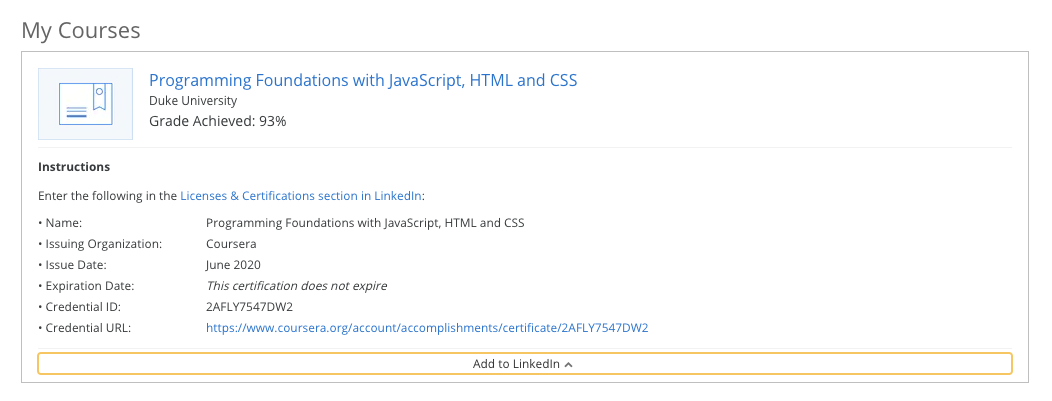 My Courses
Programming Foundations with JavaScript, HTML and CSS
Duke University
Grade Achieved: 93%
Instructions
Enter the following in the Licenses & Certifications section in LinkedIn:
• Name: Programming Foundations with JavaScript, HTML and CSS
• Issuing Organization: Coursera
• Issue Date: June 2020
• Expiration Date: This certification does not expire
• Credential ID: 2AFLY7547DW2
• Credential URL: https://www.coursera.org/account/accomplishments/certificate/2AFLY7547DW2
Add to LinkedIn